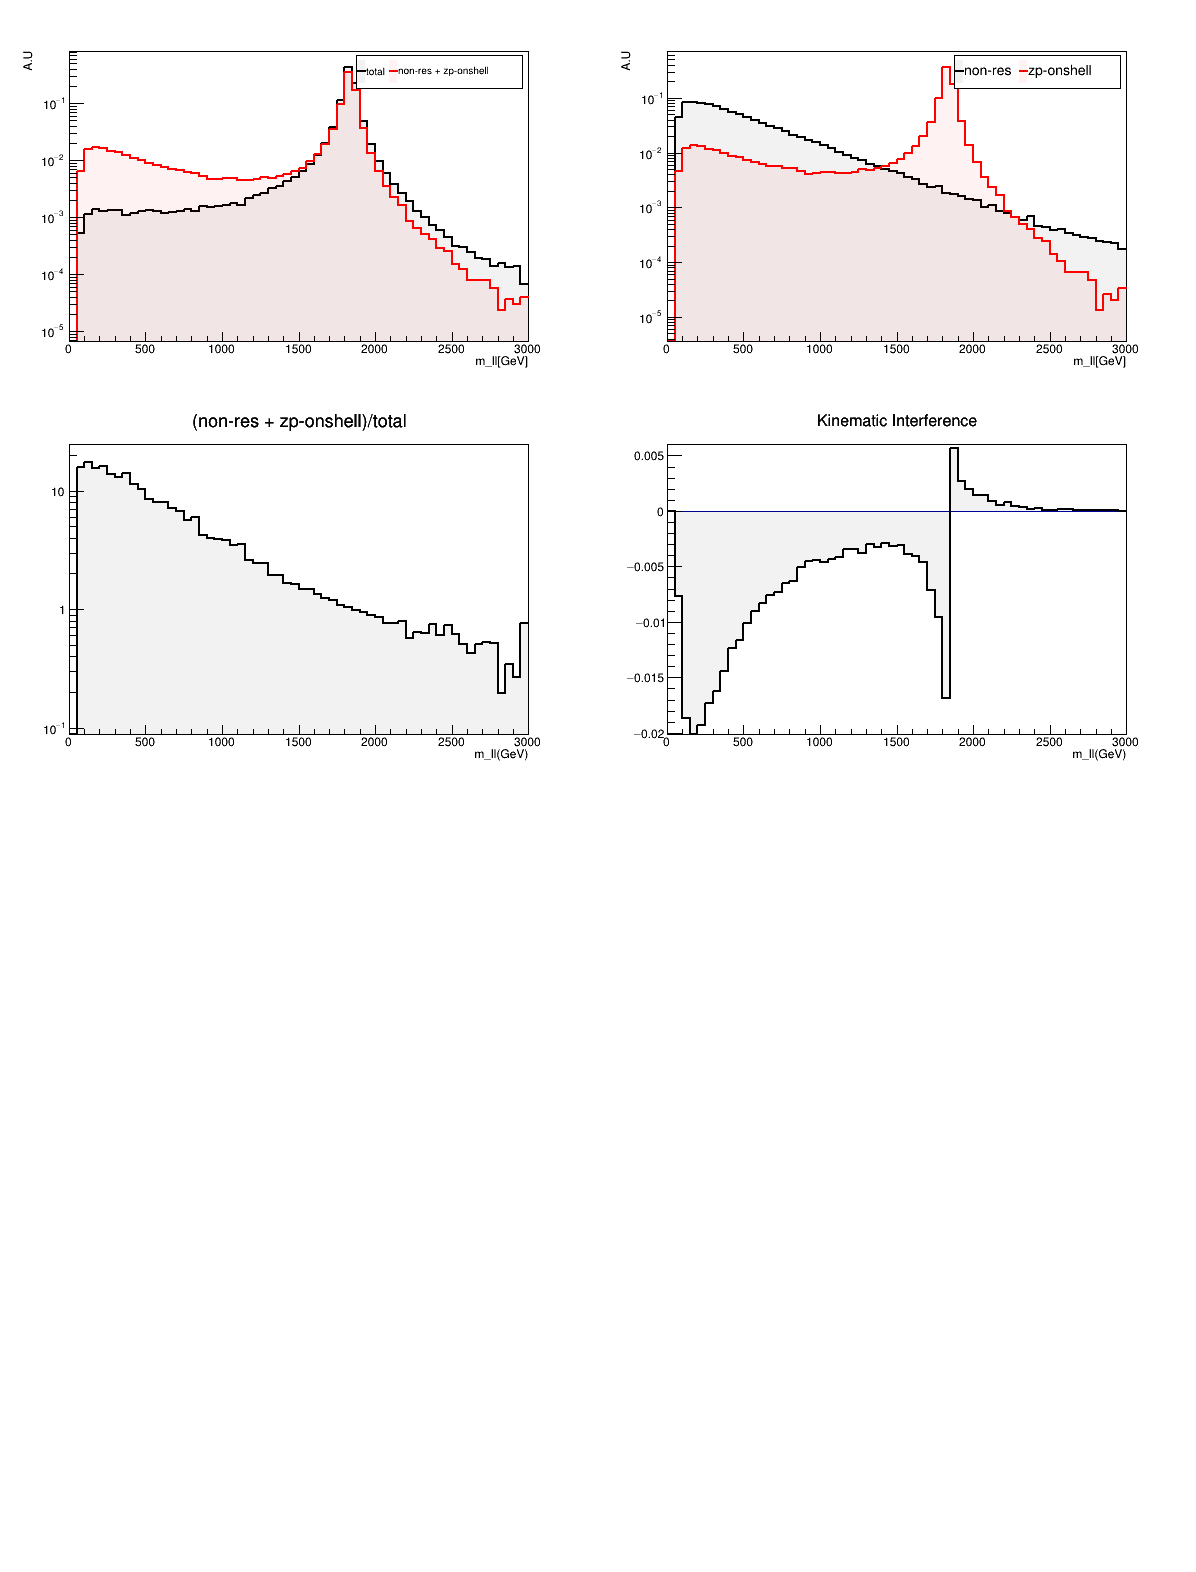 A.U
total non-res + zp-onshell
10⁻¹
10⁻²
10⁻³
10⁻⁴
10⁻⁵
0 500 1000 1500 2000 2500 3000
m_ll[GeV]
A.U
non-res zp-onshell
10⁻¹
10⁻²
10⁻³
10⁻⁴
10⁻⁵
0 500 1000 1500 2000 2500 3000
m_ll[GeV]
(non-res + zp-onshell)/total
10
1
10⁻¹
0 500 1000 1500 2000 2500 3000
m_ll(GeV)
Kinematic Interference
0.005
0
−0.005
−0.01
−0.015
−0.02
0 500 1000 1500 2000 2500 3000
m_ll(GeV)